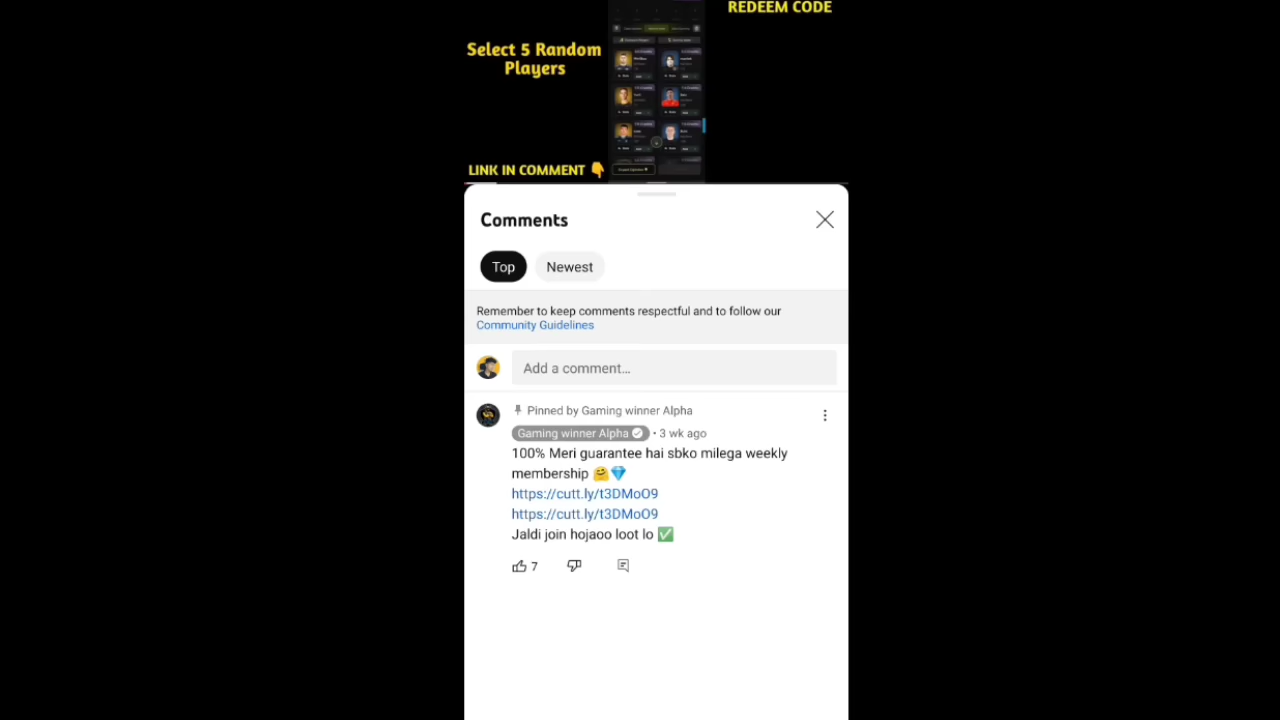 REDEEM CODE
Select 5 Random
Players
LINK IN COMMENT 👇
Comments
Top
Newest
Remember to keep comments respectful and to follow our
Community Guidelines
Add a comment...
Pinned by Gaming winner Alpha
Gaming winner Alpha • 3 wk ago
100% Meri guarantee hai sbko milega weekly
membership 🤗💎
https://cutt.ly/t3DMoO9
https://cutt.ly/t3DMoO9
Jaldi join hojaoo loot lo ✅
7